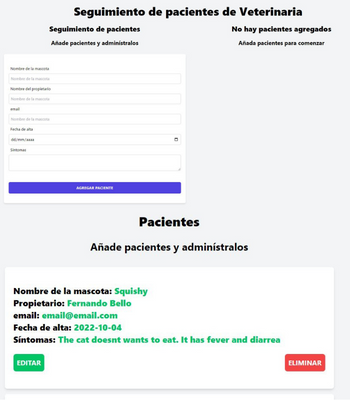 Seguimiento de pacientes de Veterinaria
Seguimiento de pacientes
Añade pacientes y adminístralos
No hay pacientes agregados
Añada pacientes para comenzar
Nombre de la mascota
Nombre de la mascota
Nombre del propietario
Nombre de la mascota
email
Nombre de la mascota
Fecha de alta
dd/mm/aaaa
Síntomas
AGREGAR PACIENTE
Pacientes
Añade pacientes y adminístralos
Nombre de la mascota: Squishy
Propietario: Fernando Bello
email: email@email.com
Fecha de alta: 2022-10-04
Síntomas: The cat doesnt wants to eat. It has fever and diarrea
EDITAR
ELIMINAR